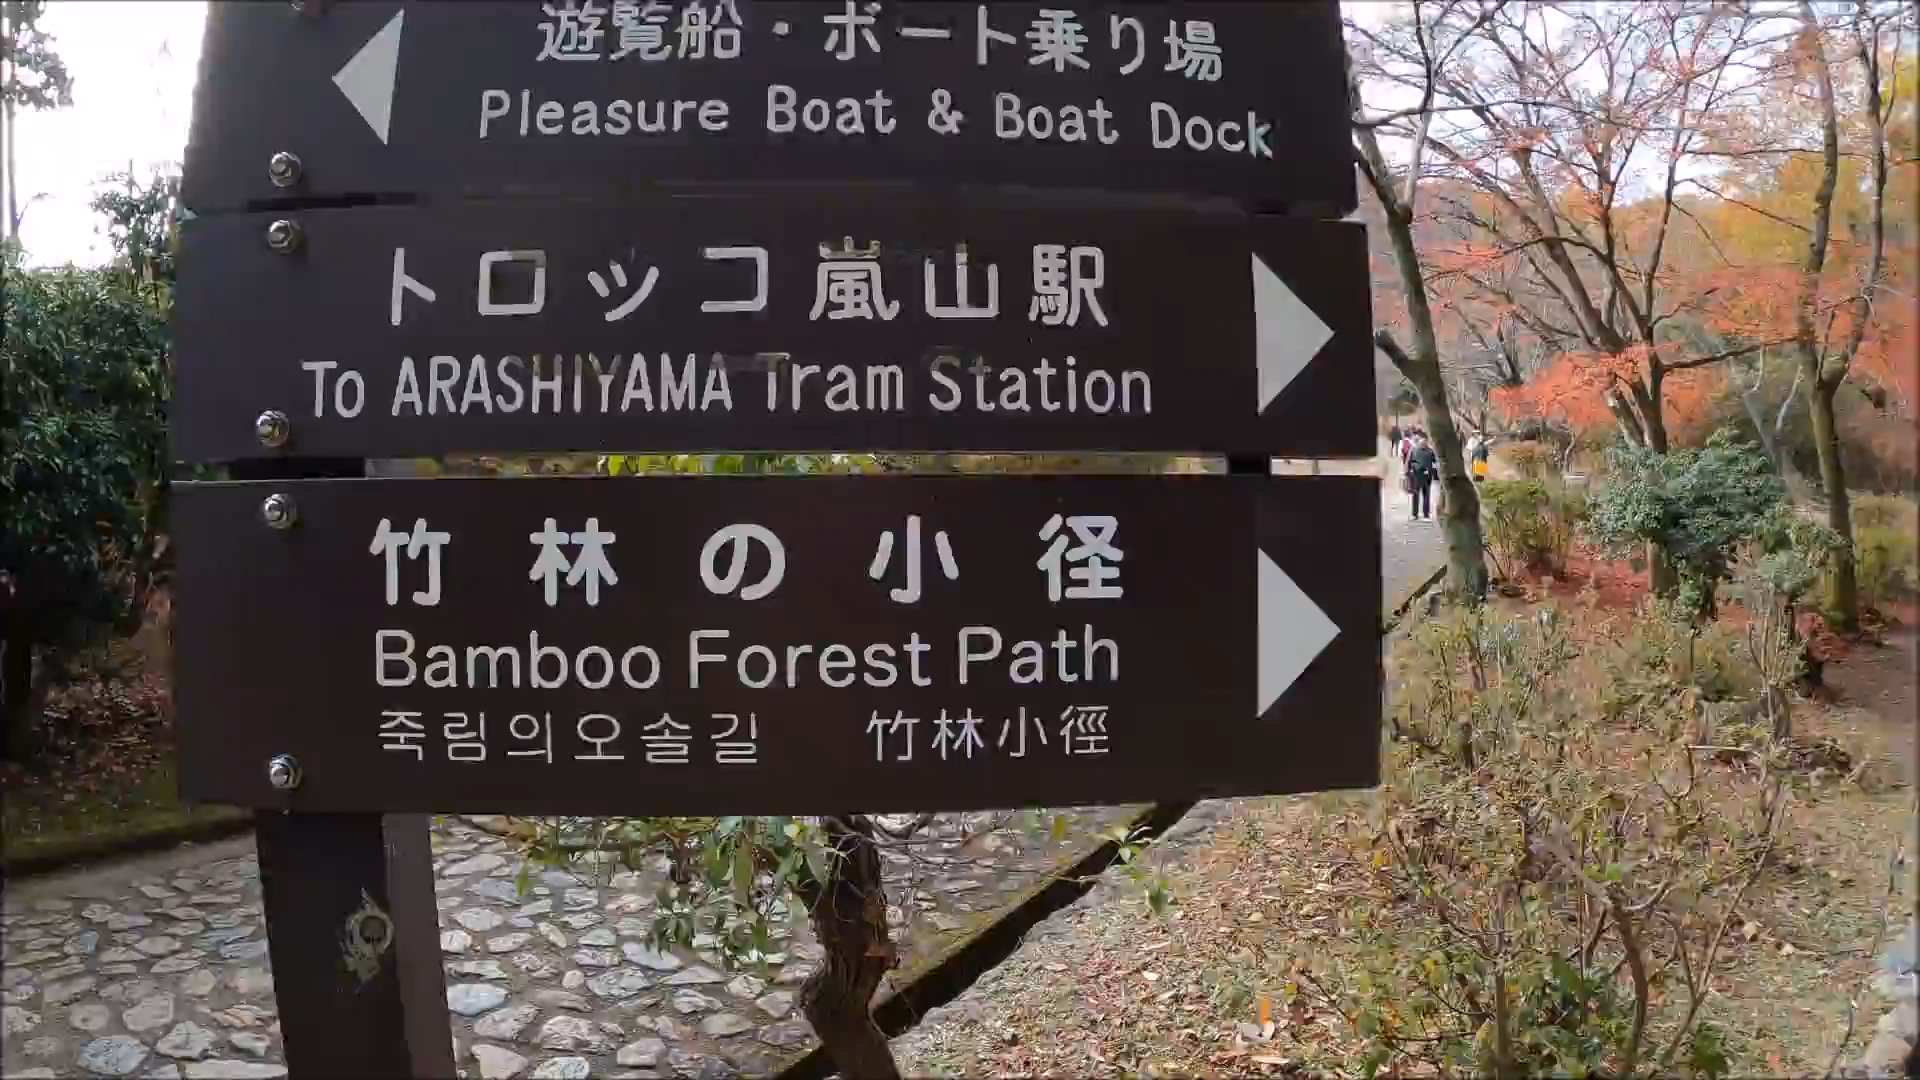 遊覧船・ボート乗り場
Pleasure Boat & Boat Dock
トロッコ嵐山駅
To ARASHIYAMA Tram Station
竹林の小径
Bamboo Forest Path
죽림의오솔길 竹林小徑